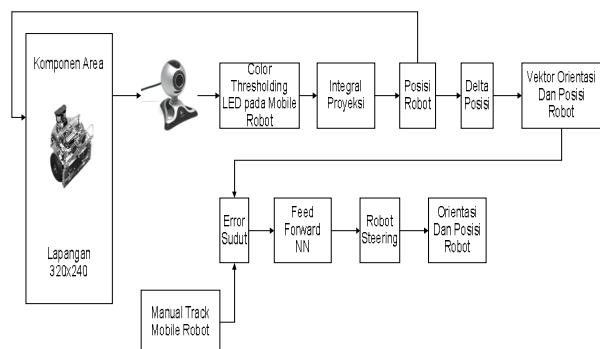 Komponen Area
Lapangan
320x240
Color
Thresholding
LED pada Mobile
Robot
Integral
Proyeksi
Posisi
Robot
Delta
Posisi
Vektor Orientasi
Dan Posisi
Robot
Error
Sudut
Feed
Forward
NN
Robot
Steering
Orientasi
Dan Posisi
Robot
Manual Track
Mobile Robot